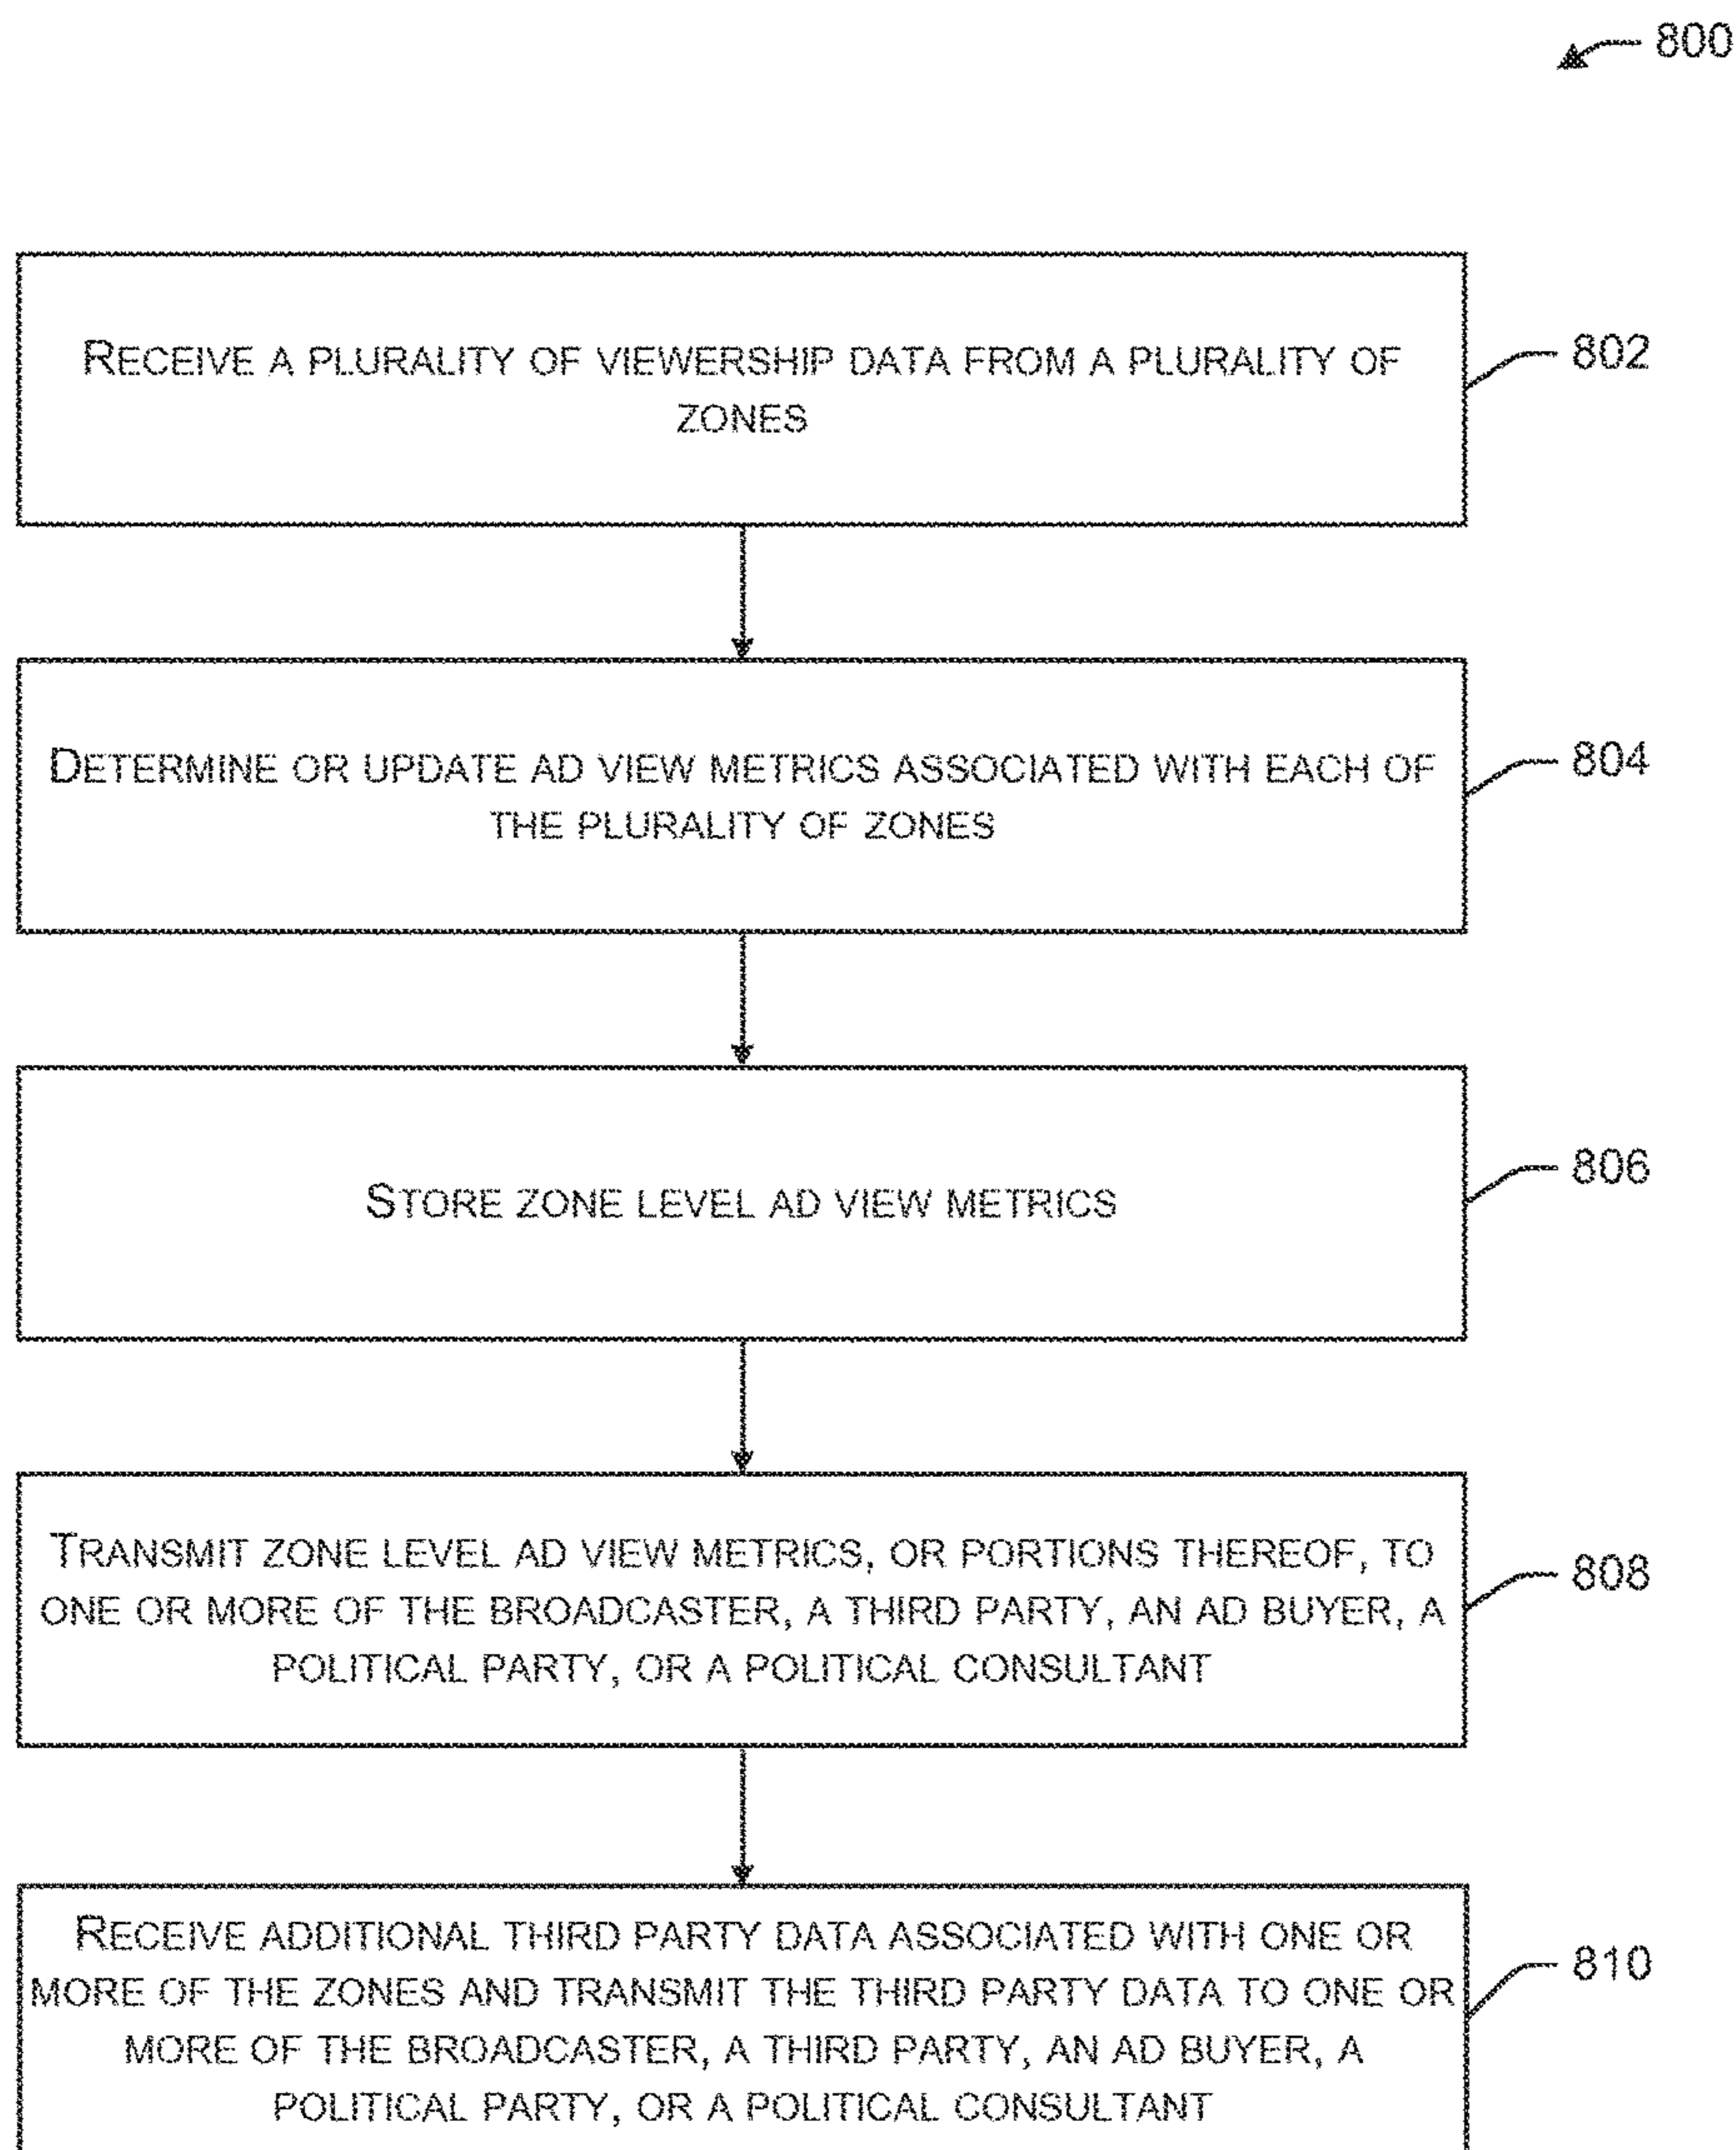 800
RECEIVE A PLURALITY OF VIEWERSHIP DATA FROM A PLURALITY OF
ZONES
802
DETERMINE OR UPDATE AD VIEW METRICS ASSOCIATED WITH EACH OF
THE PLURALITY OF ZONES
804
STORE ZONE LEVEL AD VIEW METRICS
806
TRANSMIT ZONE LEVEL AD VIEW METRICS, OR PORTIONS THEREOF, TO
ONE OR MORE OF THE BROADCASTER, A THIRD PARTY, AN AD BUYER, A
POLITICAL PARTY, OR A POLITICAL CONSULTANT
808
RECEIVE ADDITIONAL THIRD PARTY DATA ASSOCIATED WITH ONE OR
MORE OF THE ZONES AND TRANSMIT THE THIRD PARTY DATA TO ONE OR
MORE OF THE BROADCASTER, A THIRD PARTY, AN AD BUYER, A
POLITICAL PARTY, OR A POLITICAL CONSULTANT
810